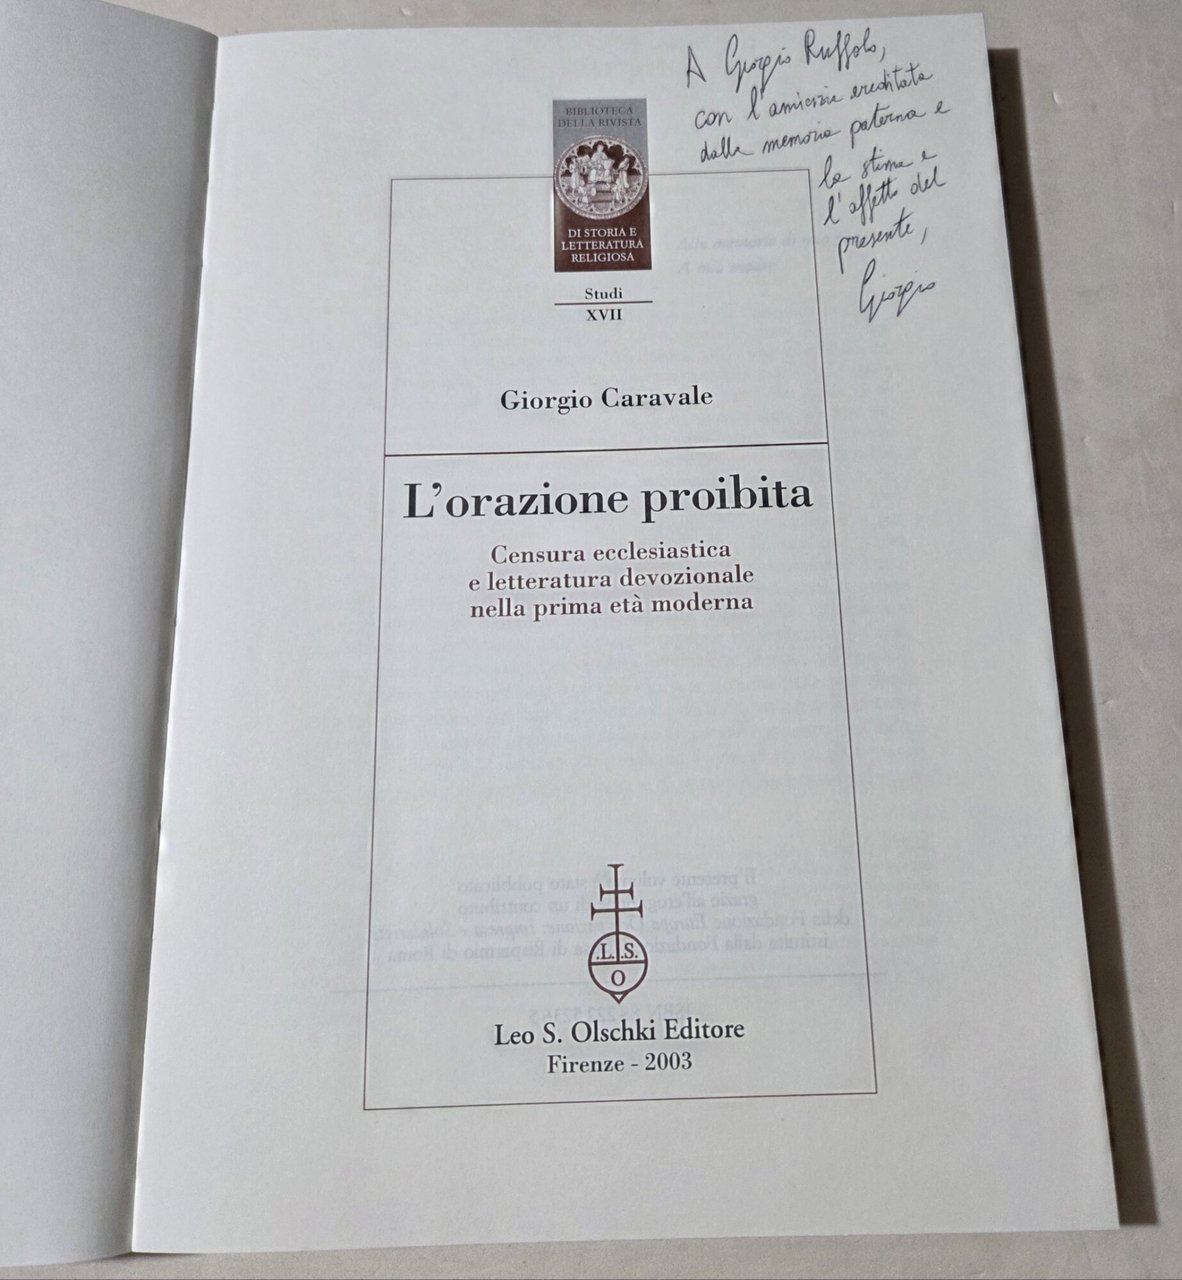 A Giorgio Ruffolo,
con l'amicizia ereditata
dalla memoria paterna e
la stima e
l'affetto del
presente,
Giorgio
BIBLIOTECA
DELLA RIVISTA
DI STORIA E
LETTERATURA
RELIGIOSA
Studi
XVII
Giorgio Caravale
L'orazione proibita
Censura ecclesiastica
e letteratura devozionale
nella prima età moderna
.L.S.
O
Leo S. Olschki Editore
Firenze - 2003